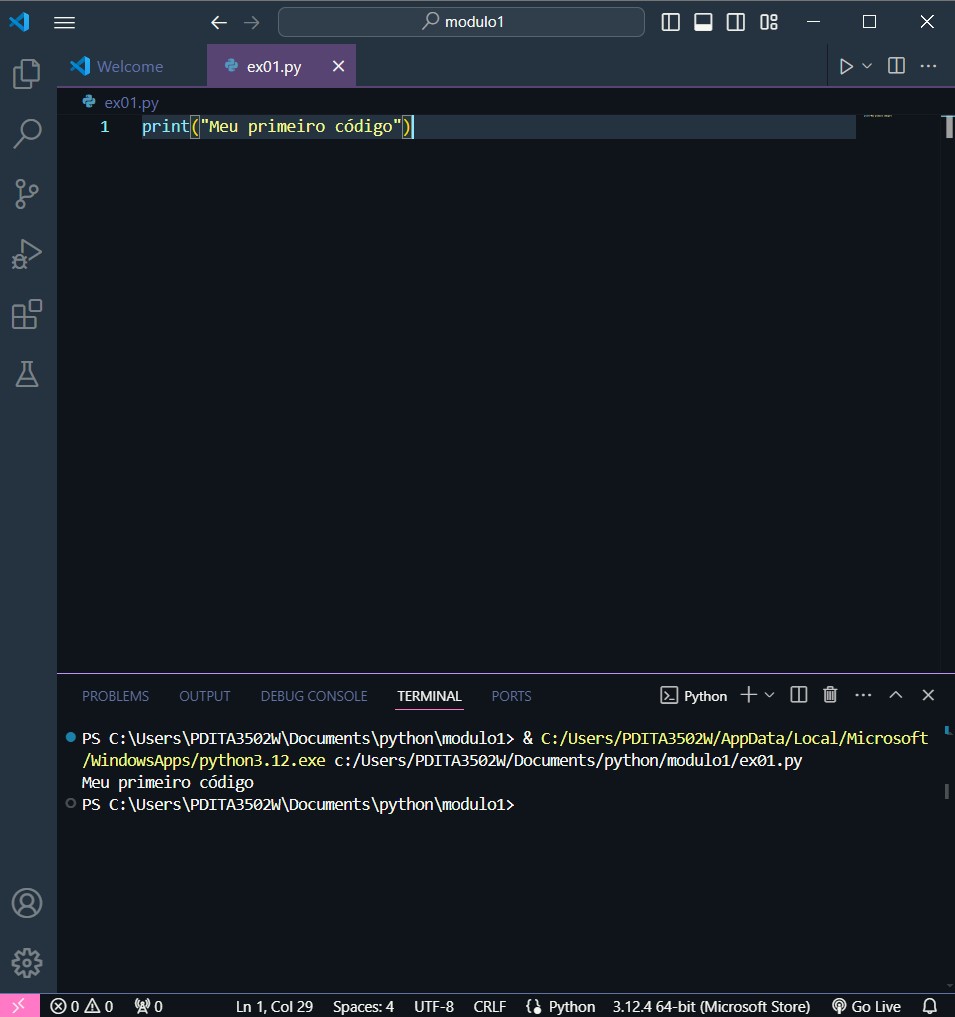 modulo1
Welcome
ex01.py
ex01.py
1 print("Meu primeiro código")
PROBLEMS OUTPUT DEBUG CONSOLE TERMINAL PORTS Python
PS C:\Users\PDITA3502W\Documents\python\modulo1> & C:/Users/PDITA3502W/AppData/Local/Microsoft
/WindowsApps/python3.12.exe c:/Users/PDITA3502W/Documents/python/modulo1/ex01.py
Meu primeiro código
PS C:\Users\PDITA3502W\Documents\python\modulo1>
0 0 0 Ln 1, Col 29 Spaces: 4 UTF-8 CRLF Python 3.12.4 64-bit (Microsoft Store) Go Live